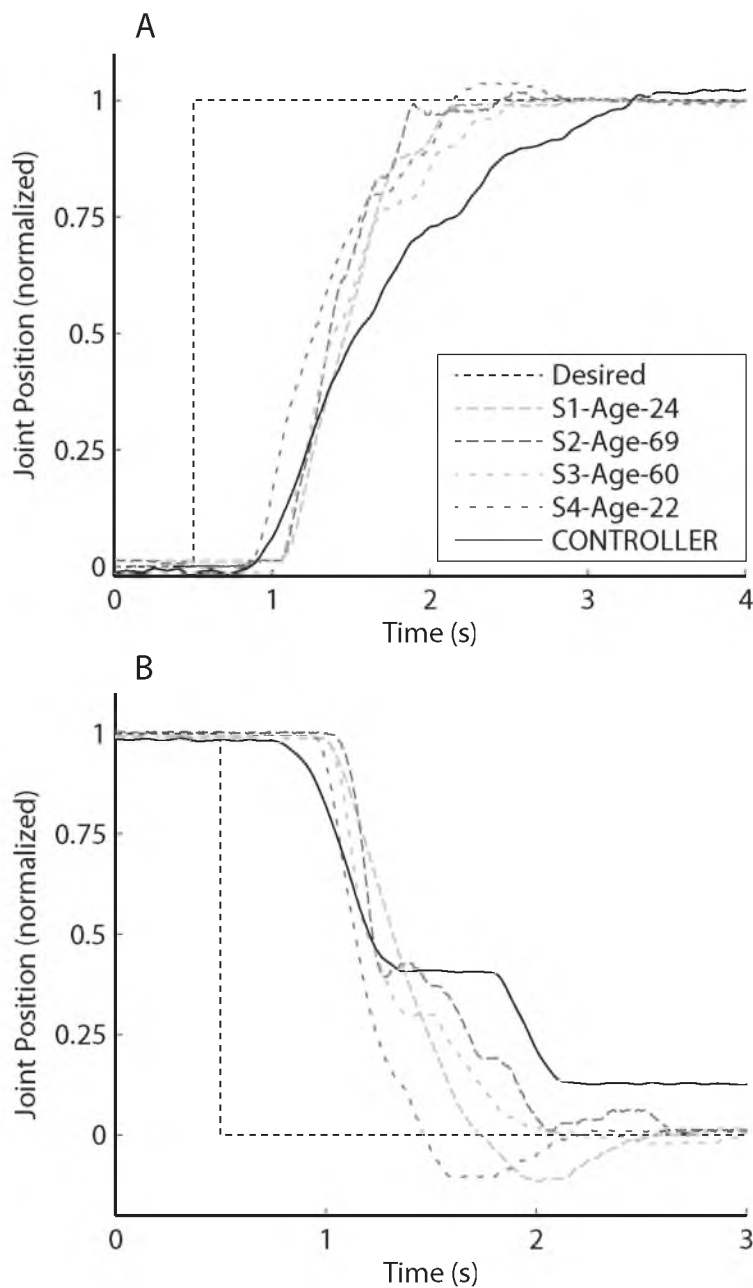 A
Joint Position (normalized)
1
0.75
0.5
0.25
0
Desired
S1-Age-24
S2-Age-69
S3-Age-60
S4-Age-22
CONTROLLER
0 1 2 3 4
Time (s)
B
Joint Position (normalized)
1
0.75
0.5
0.25
0
0 1 2 3
Time (s)